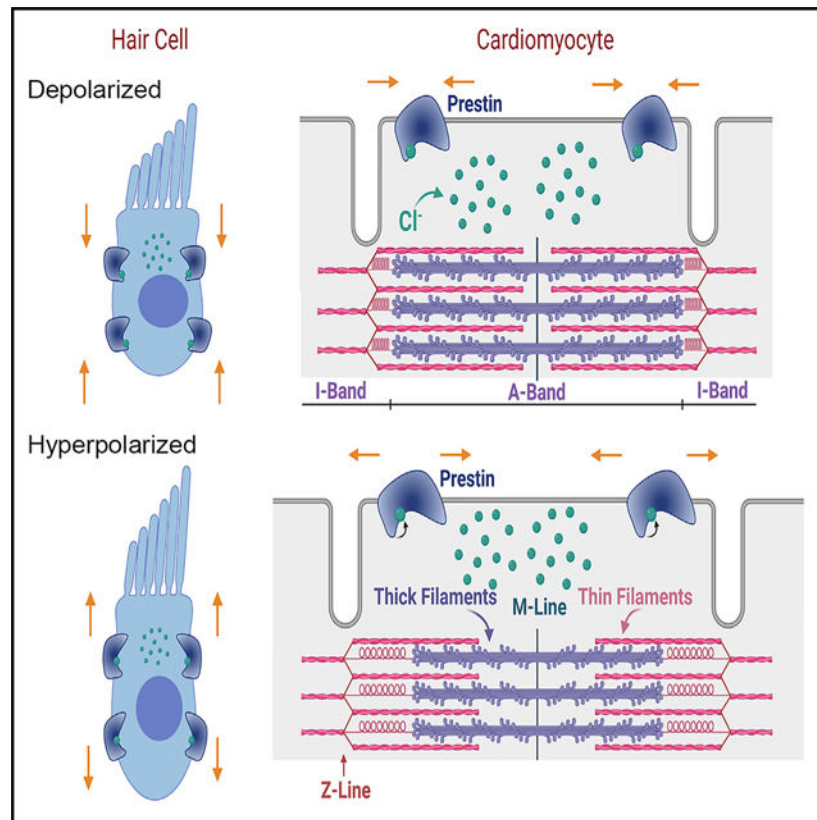 Hair Cell
Cardiomyocyte
Depolarized
Prestin
Cl-
I-Band
A-Band
I-Band
Hyperpolarized
Prestin
Thick Filaments
M-Line
Thin Filaments
Z-Line